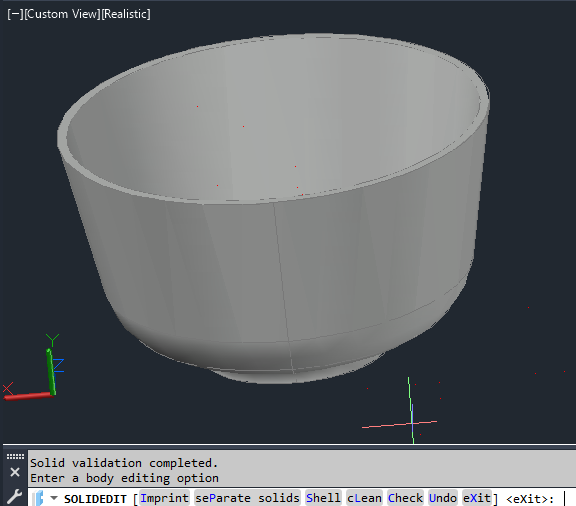 [−][Custom View][Realistic]
Y
Z
X
Solid validation completed.
Enter a body editing option
SOLIDEDIT [Imprint seParate solids Shell cLean Check Undo eXit] <eXit>: